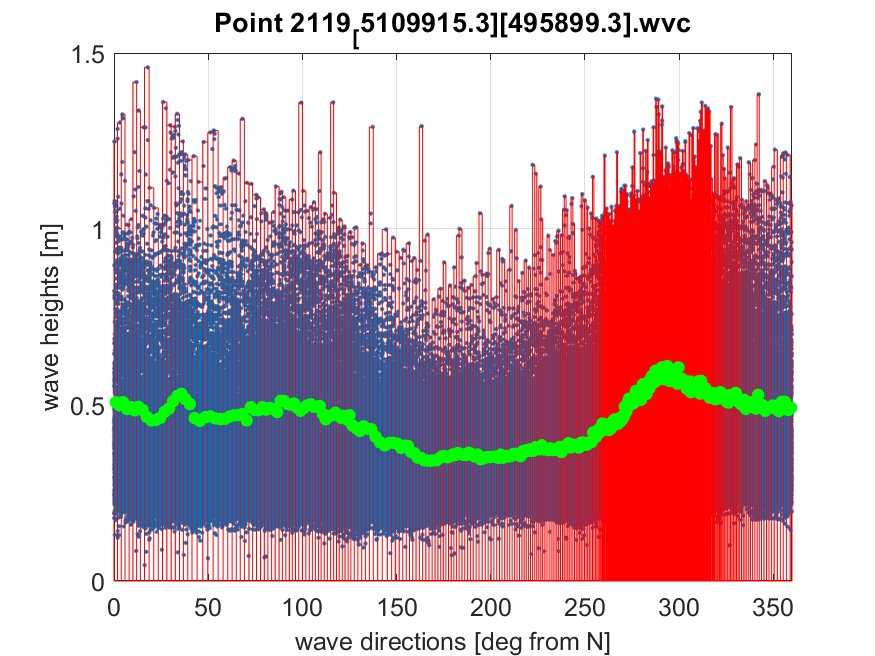 Point 2119[5109915.3][495899.3].wvc
1.5
1
0.5
0
wave heights [m]
0 50 100 150 200 250 300 350
wave directions [deg from N]